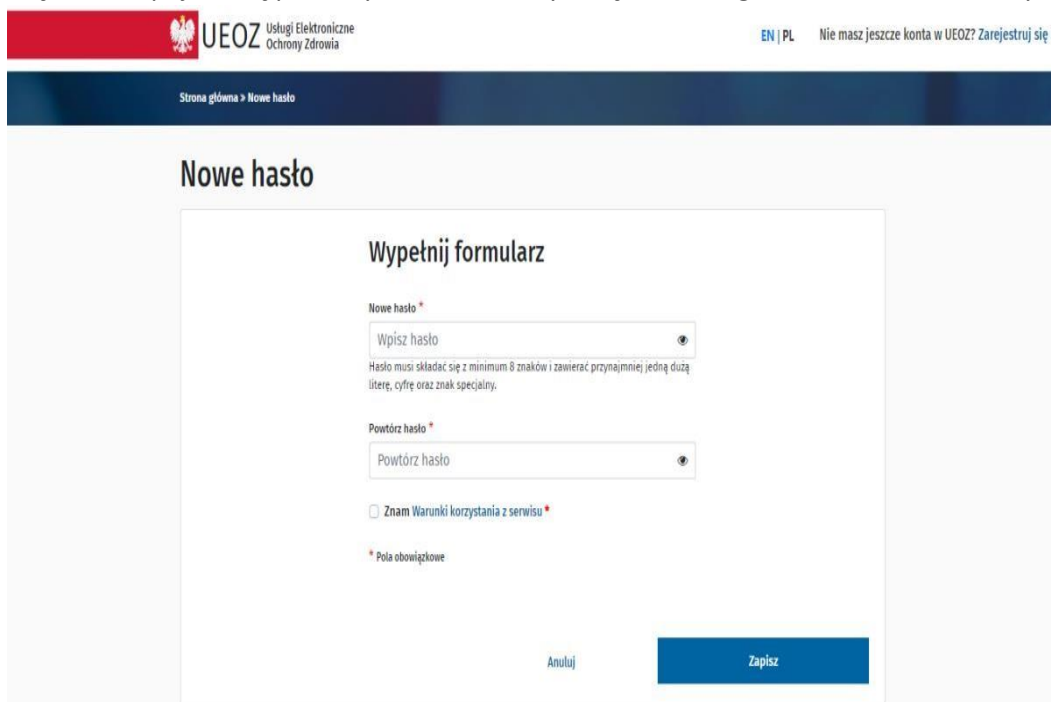 UEOZ Usługi Elektroniczne
Ochrony Zdrowia
EN | PL Nie masz jeszcze konta w UEOZ? Zarejestruj się
Strona główna » Nowe hasło
Nowe hasło
Wypełnij formularz
Nowe hasło *
Wpisz hasło
Hasło musi składać się z minimum 8 znaków i zawierać przynajmniej jedną dużą
literę, cyfrę oraz znak specjalny.
Powtórz hasło *
Powtórz hasło
Znam Warunki korzystania z serwisu *
* Pola obowiązkowe
Anuluj
Zapisz